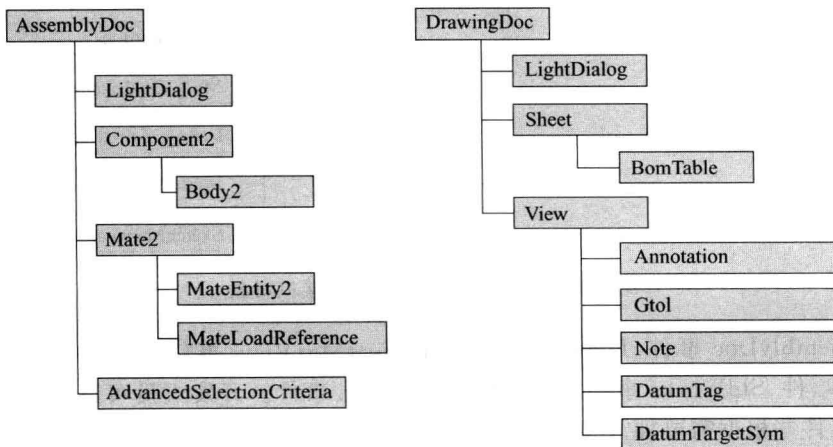 AssemblyDoc
LightDialog
Component2
Body2
Mate2
MateEntity2
MateLoadReference
AdvancedSelectionCriteria
DrawingDoc
LightDialog
Sheet
BomTable
View
Annotation
Gtol
Note
DatumTag
DatumTargetSym